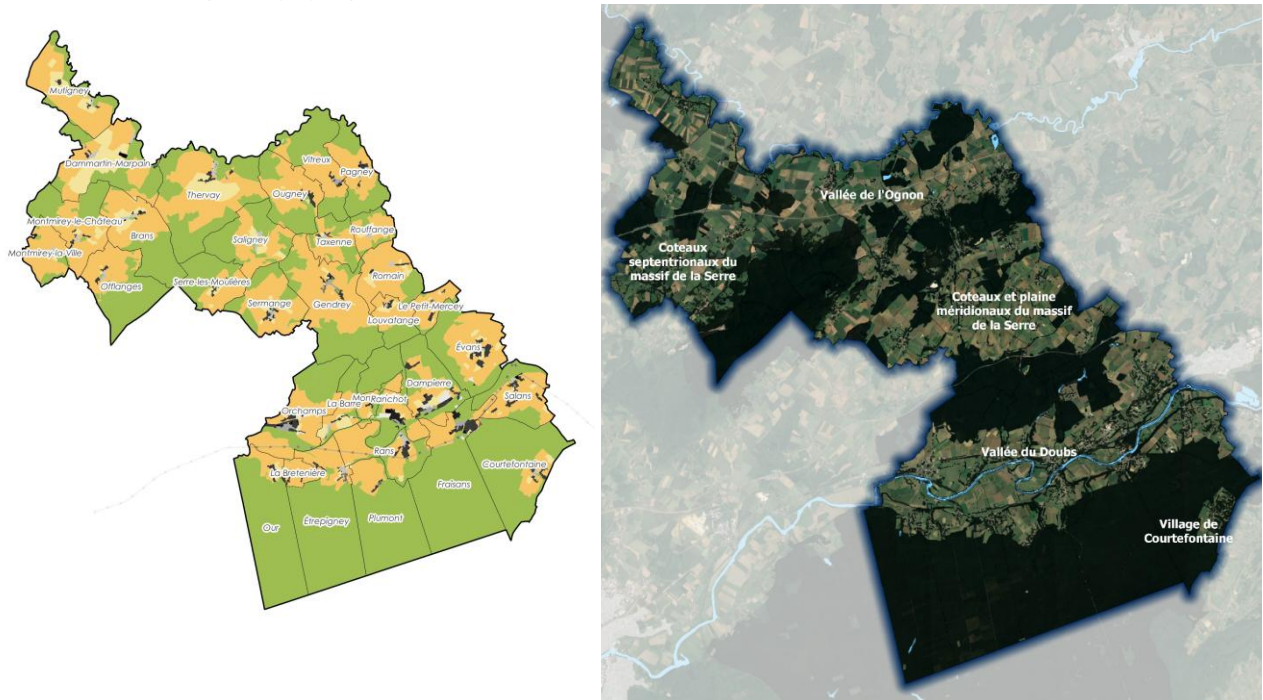 Mutigney
Dammartin-Marpain
Vitreux
Pagney
Thervay
Ougney
Montmirey-le-Château
Brans
Rouffange
Saligney
Taxenne
Montmirey-la-Ville
Offlanges
Serre-les-Moulières
Romain
Sermange
Gendrey
Le Petit-Mercey
Louvatange
Évans
Dampierre
Salans
La Barre
Ranchot
Orchamps
Rans
La Bretenière
Courtefontaine
Fraisans
Our
Étrepigney
Plumont
Vallée de l'Ognon
Coteaux
septentrionaux du
massif de la Serre
Coteaux et plaine
méridionaux du massif
de la Serre
Vallée du Doubs
Village de
Courtefontaine